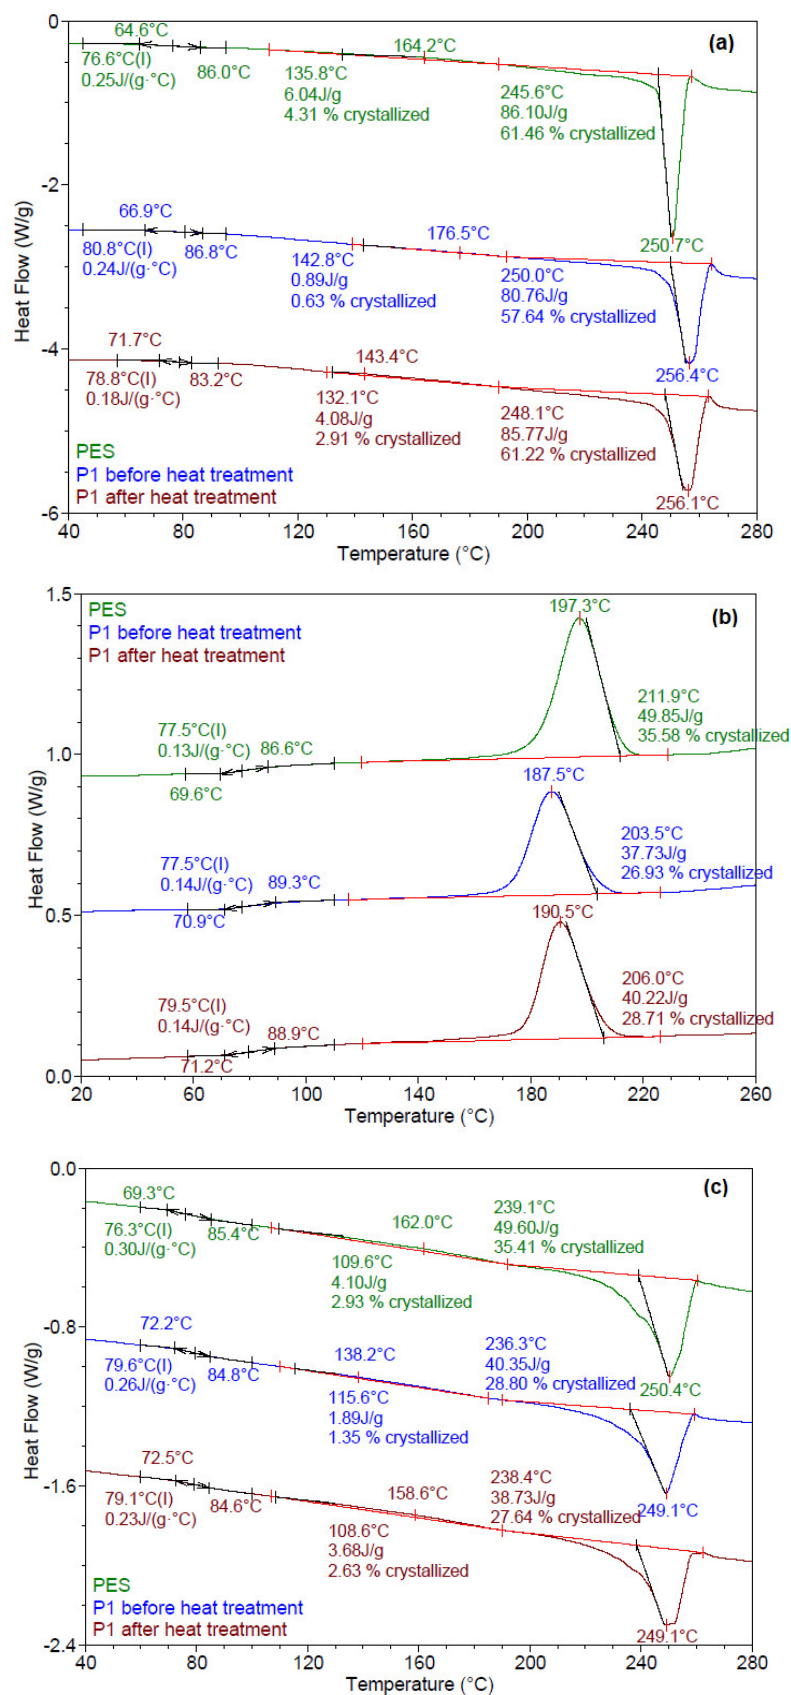 (a)
0
-2
-4
-6
Heat Flow (W/g)
64.6°C
76.6°C(I)
0.25J/(g·°C)
86.0°C
164.2°C
135.8°C
6.04J/g
4.31 % crystallized
245.6°C
86.10J/g
61.46 % crystallized
250.7°C
66.9°C
80.8°C(I)
0.24J/(g·°C)
86.8°C
176.5°C
142.8°C
0.89J/g
0.63 % crystallized
250.0°C
80.76J/g
57.64 % crystallized
256.4°C
71.7°C
78.8°C(I)
0.18J/(g·°C)
83.2°C
143.4°C
132.1°C
4.08J/g
2.91 % crystallized
248.1°C
85.77J/g
61.22 % crystallized
256.1°C
PES
P1 before heat treatment
P1 after heat treatment
40 80 120 160 200 240 280
Temperature (°C)
(b)
1.5
1.0
0.5
0.0
Heat Flow (W/g)
PES
P1 before heat treatment
P1 after heat treatment
197.3°C
77.5°C(I)
0.13J/(g·°C)
86.6°C
69.6°C
211.9°C
49.85J/g
35.58 % crystallized
187.5°C
77.5°C(I)
0.14J/(g·°C)
89.3°C
70.9°C
203.5°C
37.73J/g
26.93 % crystallized
190.5°C
79.5°C(I)
0.14J/(g·°C)
88.9°C
71.2°C
206.0°C
40.22J/g
28.71 % crystallized
20 60 100 140 180 220 260
Temperature (°C)
(c)
0.0
-0.8
-1.6
-2.4
Heat Flow (W/g)
69.3°C
76.3°C(I)
0.30J/(g·°C)
85.4°C
162.0°C
109.6°C
4.10J/g
2.93 % crystallized
239.1°C
49.60J/g
35.41 % crystallized
250.4°C
72.2°C
79.6°C(I)
0.26J/(g·°C)
84.8°C
138.2°C
115.6°C
1.89J/g
1.35 % crystallized
236.3°C
40.35J/g
28.80 % crystallized
249.1°C
72.5°C
79.1°C(I)
0.23J/(g·°C)
84.6°C
158.6°C
108.6°C
3.68J/g
2.63 % crystallized
238.4°C
38.73J/g
27.64 % crystallized
249.1°C
PES
P1 before heat treatment
P1 after heat treatment
40 80 120 160 200 240 280
Temperature (°C)